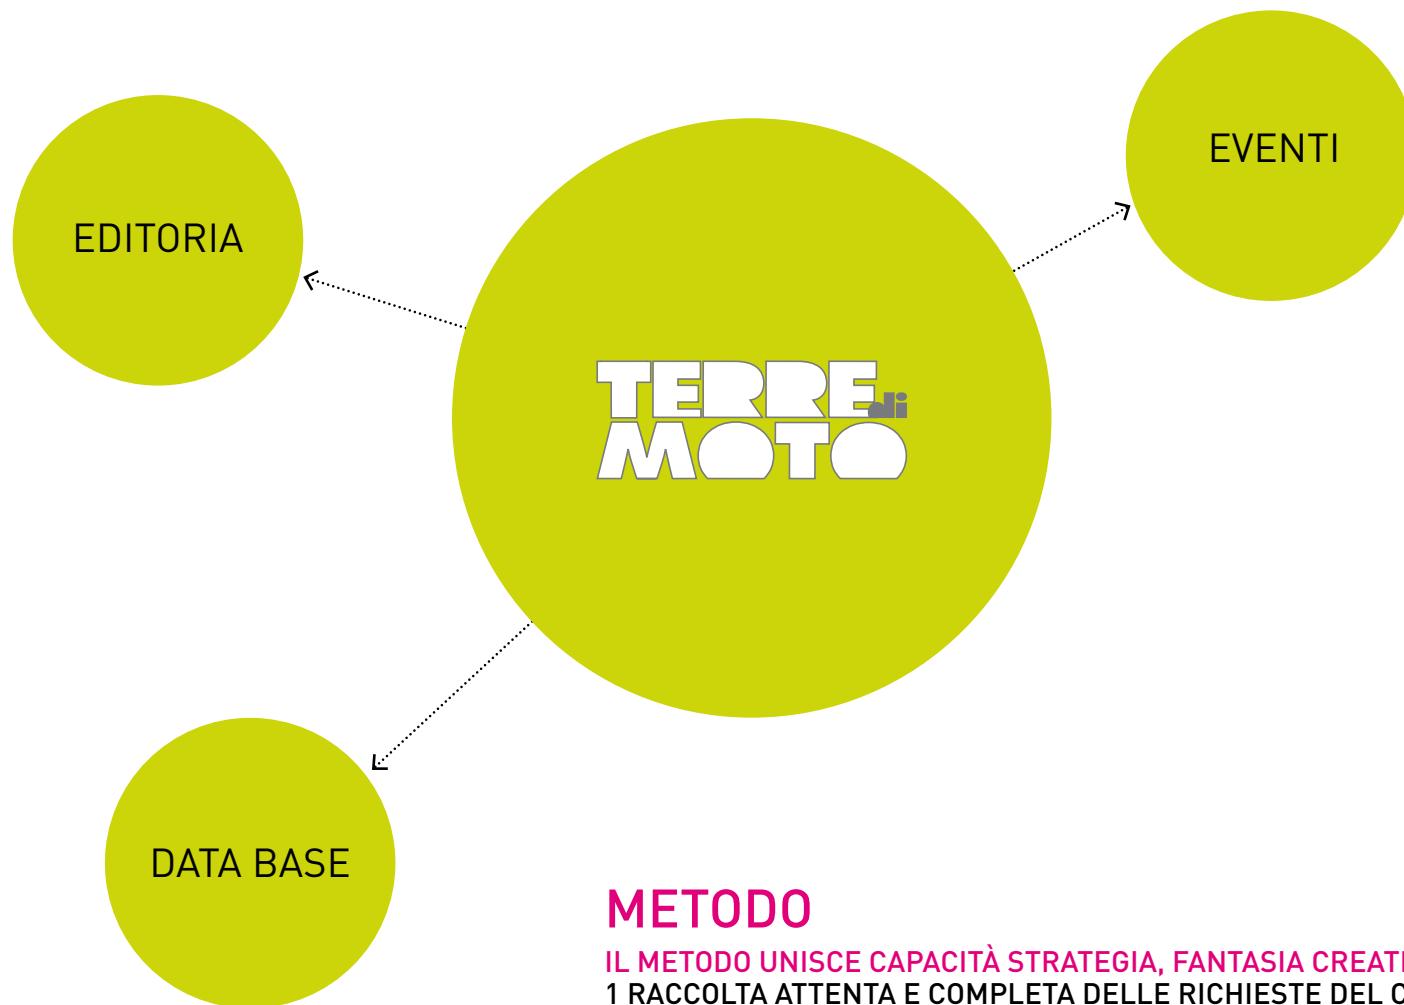 EVENTI
EDITORIA
TERRE di
MOTO
DATA BASE
METODO
IL METODO UNISCE CAPACITÀ STRATEGIA, FANTASIA
1 RACCOLTA ATTENTA E COMPLETA DELLE RICHIESTE DEL